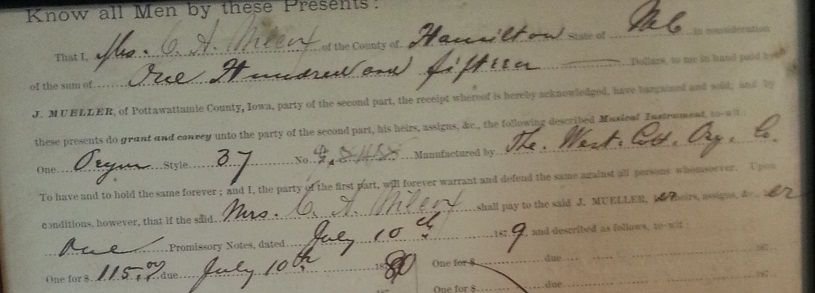 Know all Men by these Presents:
That I, Mrs. C. A. Wilcox of the County of Hamilton State of in consideration
of the sum of One Hundred and fifteen Dollars, to me in hand paid by
J. MUELLER, of Pottawattamie County, Iowa, party of the second part, the receipt whereof is hereby acknowledged, have bargained and sold, and by
these presents do grant and convey unto the party of the second part, his heirs, assigns, &c., the following described Musical Instrument, to-wit:
One Organ Style 37 No. Manufactured by The. West. Cott. Org. Co.
To have and to hold the same forever; and I, the party of the first part, will forever warrant and defend the same against all persons whomsoever. Upon
conditions, however, that if the said Mrs. C. A. Wilcox shall pay to the said J. MUELLER, or heirs, assigns, &c. er
One Promissory Notes, dated July 10th 1879 and described as follows, to-wit:
One for $ 115.00 due July 10th 1880 One for $ due 187
One for $ due 187